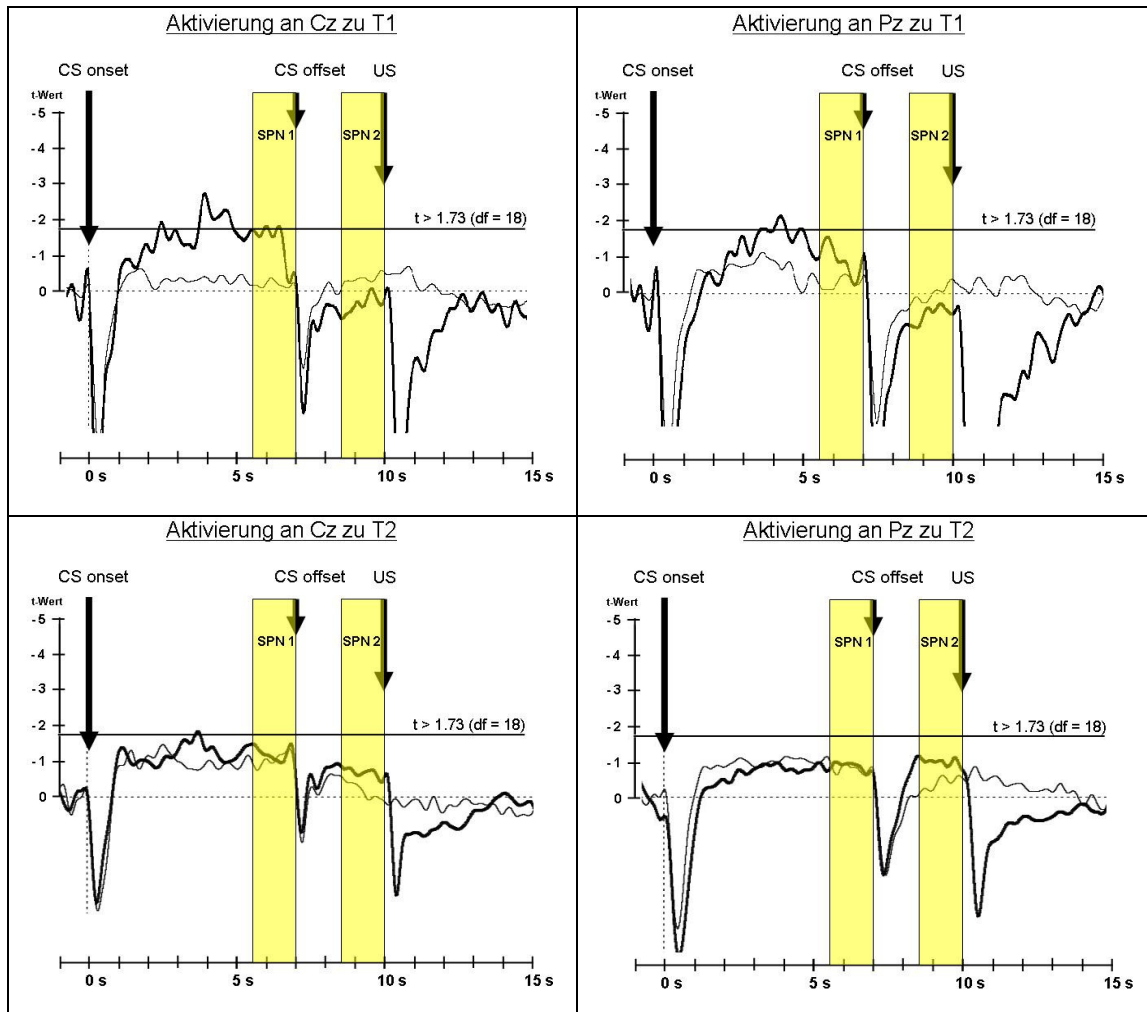 Aktivierung an Cz zu T1
CS onset
CS offset
US
t-Wert
-5
-4
-3
-2
-1
0
SPN 1
SPN 2
t > 1.73 (df = 18)
0 s
5 s
10 s
15 s
Aktivierung an Pz zu T1
CS onset
CS offset
US
t-Wert
-5
-4
-3
-2
-1
0
SPN 1
SPN 2
t > 1.73 (df = 18)
0 s
5 s
10 s
15 s
Aktivierung an Cz zu T2
CS onset
CS offset
US
t-Wert
-5
-4
-3
-2
-1
0
SPN 1
SPN 2
t > 1.73 (df = 18)
0 s
5 s
10 s
15 s
Aktivierung an Pz zu T2
CS onset
CS offset
US
t-Wert
-5
-4
-3
-2
-1
0
SPN 1
SPN 2
t > 1.73 (df = 18)
0 s
5 s
10 s
15 s